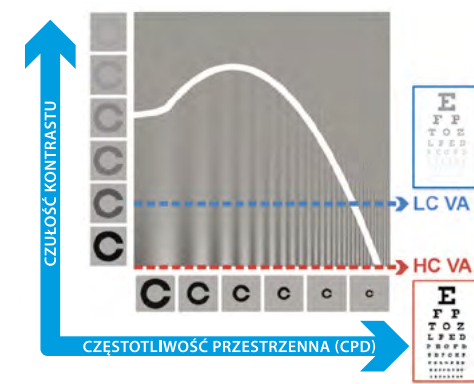 CZUŁOŚĆ KONTRASTU
C
C
C
C
C
C
C C C C C C
CZĘSTOTLIWOŚĆ PRZESTRZENNA (CPD)
E
F P
T O Z
L P E D
LC VA
HC VA
E
F P
T O Z
L P E D